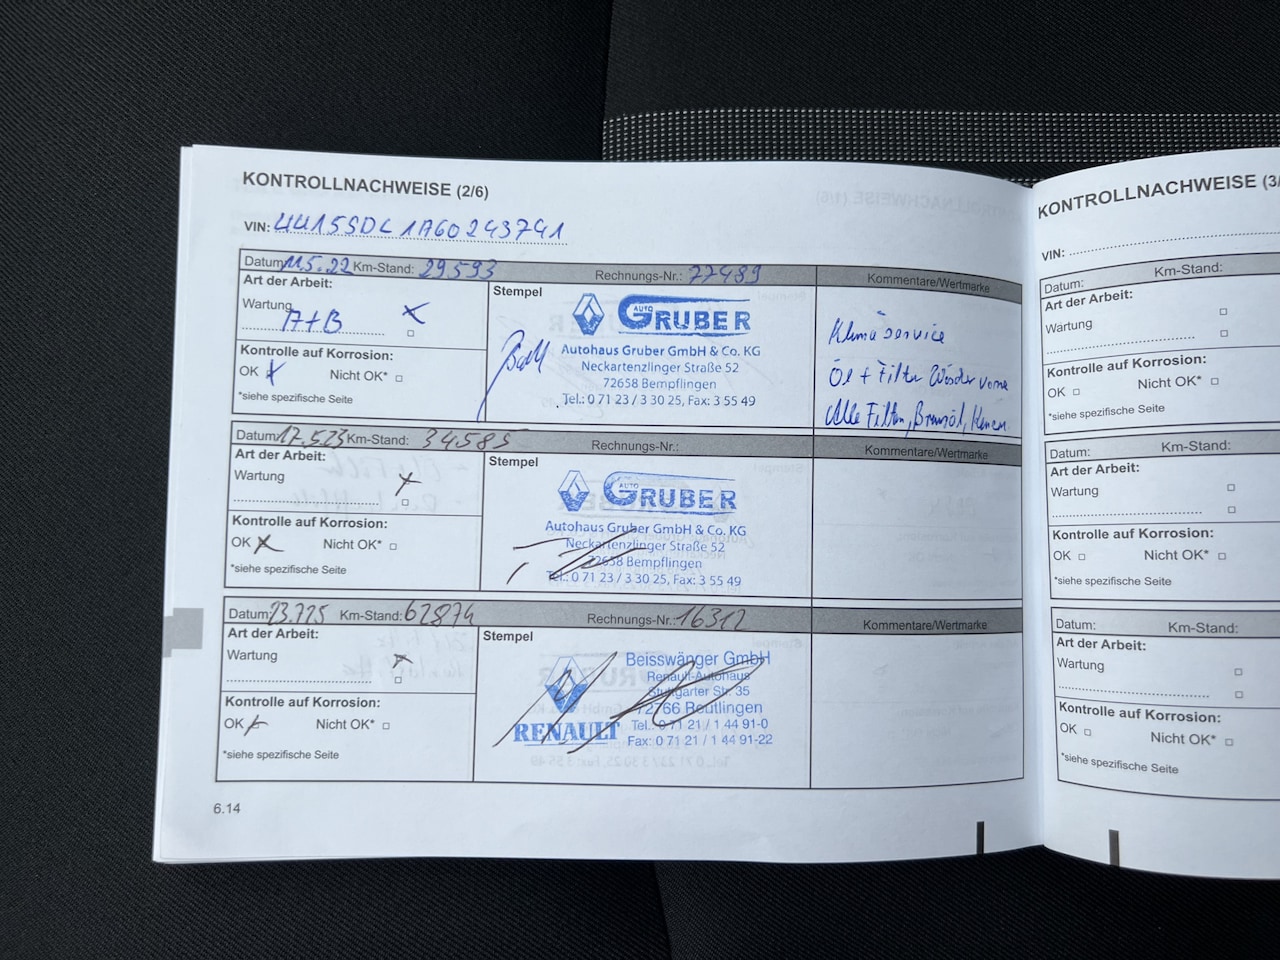 KONTROLLNACHWEISE (2/6)
VIN: UU15SDL1A60243741
Datum: 11.5.22 Km-Stand: 29593 Rechnungs-Nr.: 77489 Kommentare/Wertmarke
Art der Arbeit:
Wartung
A+B
Kontrolle auf Korrosion:
OK Nicht OK*
*siehe spezifische Seite
Stempel
AUTO GRUBER
Autohaus Gruber GmbH & Co. KG
Neckartenzlinger Straße 52
72658 Bempflingen
Tel.: 0 71 23 / 3 30 25, Fax: 3 55 49
Klimaservice
Öl + Filter vorne
Alle Filter,
Datum: 17.5.23 Km-Stand: 34585 Rechnungs-Nr.: Kommentare/Wertmarke
Art der Arbeit:
Wartung
Kontrolle auf Korrosion:
OK Nicht OK*
*siehe spezifische Seite
Stempel
AUTO GRUBER
Autohaus Gruber GmbH & Co. KG
Neckartenzlinger Straße 52
72658 Bempflingen
Tel.: 0 71 23 / 3 30 25, Fax: 3 55 49
Datum: 23.7.25 Km-Stand: 62874 Rechnungs-Nr.: 16312 Kommentare/Wertmarke
Art der Arbeit:
Wartung
Kontrolle auf Korrosion:
OK Nicht OK*
*siehe spezifische Seite
Stempel
RENAULT
Beisswänger GmbH
Renault-Autohaus
Stuttgarter Str. 35
72766 Reutlingen
Tel.: 0 71 21 / 1 44 91-0
Fax: 0 71 21 / 1 44 91-22
6.14
KONTROLLNACHWEISE (3/
VIN:
Datum: Km-Stand:
Art der Arbeit:
Wartung
Kontrolle auf Korrosion:
OK Nicht OK*
*siehe spezifische Seite
Datum: Km-Stand:
Art der Arbeit:
Wartung
Kontrolle auf Korrosion:
OK Nicht OK*
*siehe spezifische Seite
Datum: Km-Stand:
Art der Arbeit:
Wartung
Kontrolle auf Korrosion:
OK Nicht OK*
*siehe spezifische Seite